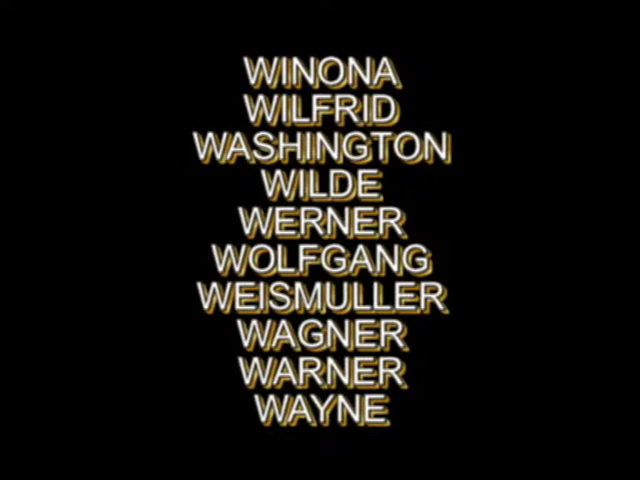 WINONA
WILFRID
WASHINGTON
WILDE
WERNER
WOLFGANG
WEISMULLER
WAGNER
WARNER
WAYNE